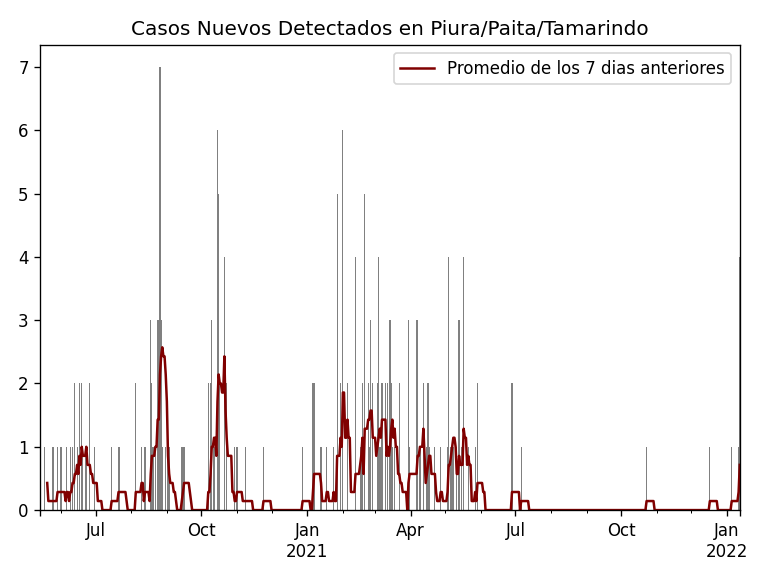 Casos Nuevos Detectados en Piura/Paita/Tamarindo
Promedio de los 7 dias anteriores
7
6
5
4
3
2
1
0
Jul
Oct
Jan
2021
Apr
Jul
Oct
Jan
2022